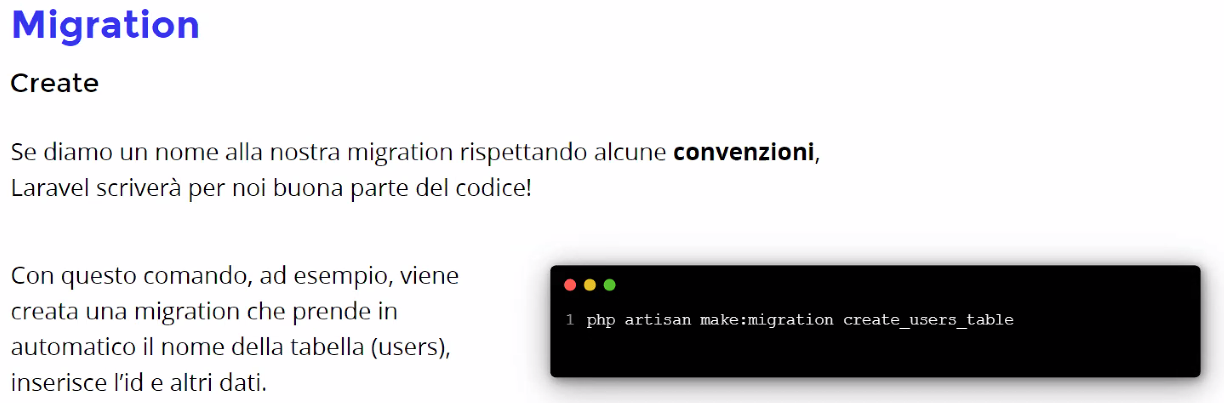 Migration
Create
Se diamo un nome alla nostra migration rispettando alcune convenzioni,
Laravel scriverà per noi buona parte del codice!
Con questo comando, ad esempio, viene
creata una migration che prende in
automatico il nome della tabella (users),
inserisce l’id e altri dati.
1 php artisan make:migration create_users_table